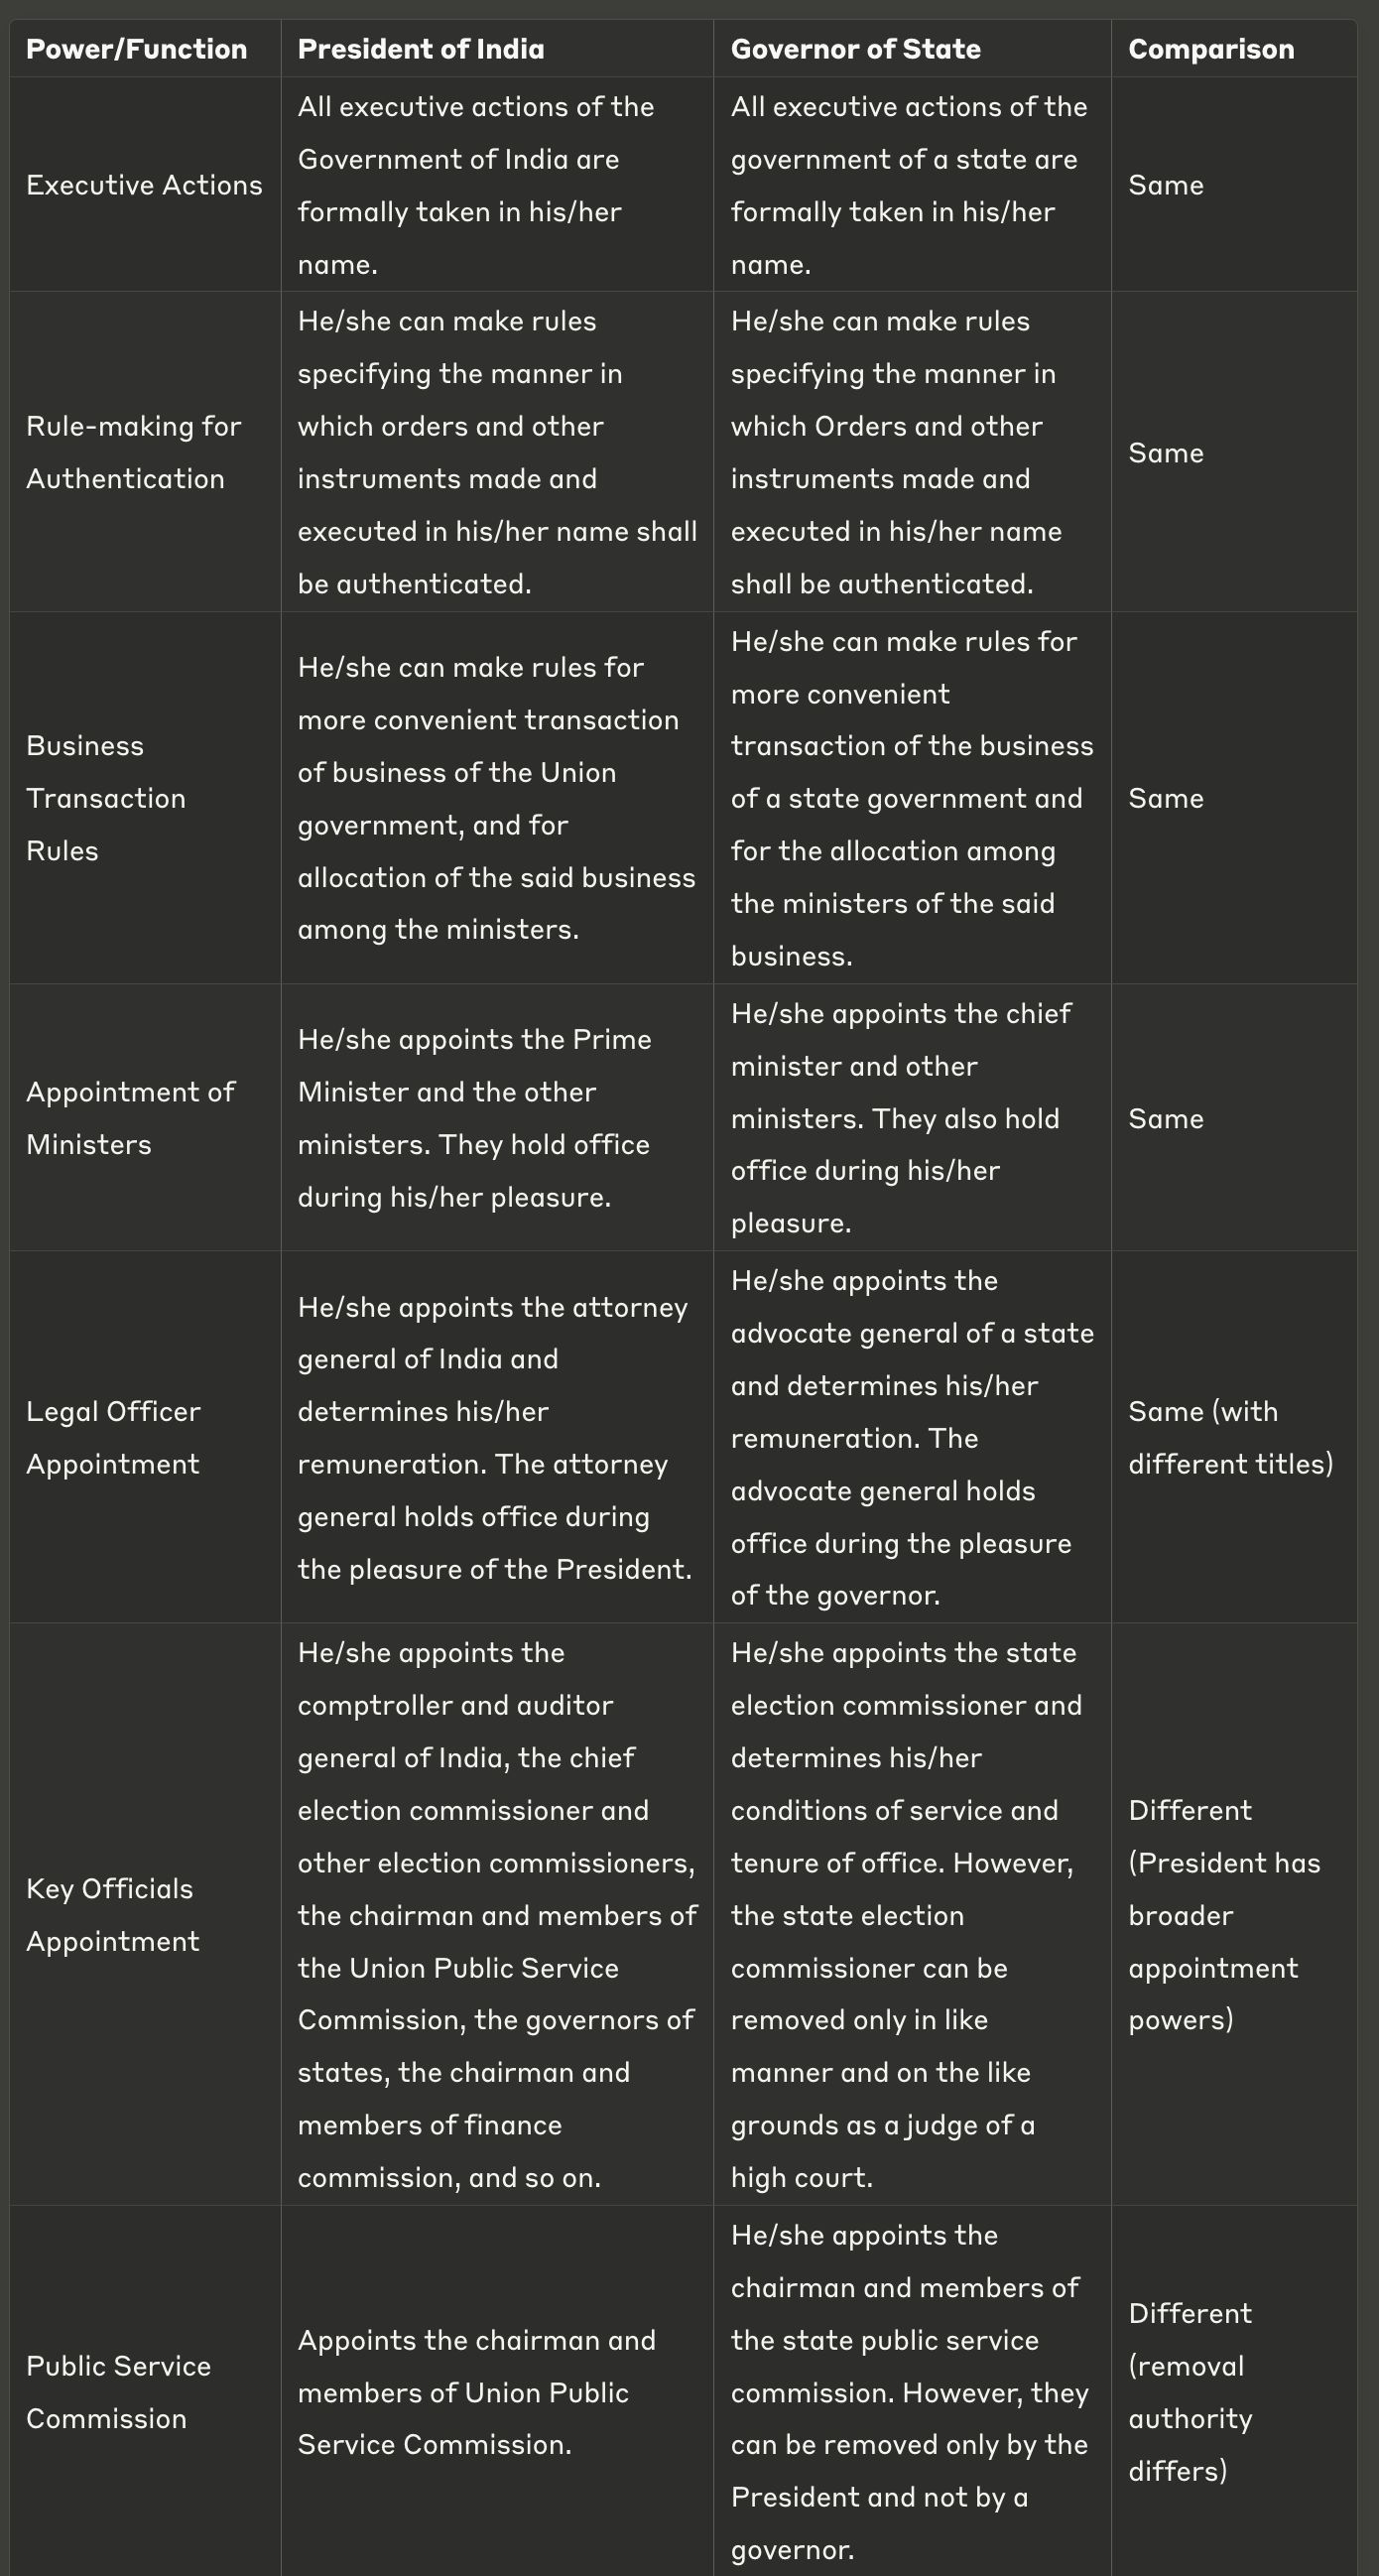 Power/Function
President of India
Governor of State
Comparison
Executive Actions
All executive actions of the
Government of India are
formally taken in his/her
name.
All executive actions of the
government of a state are
formally taken in his/her
name.
Same
Rule-making for
Authentication
He/she can make rules
specifying the manner in
which orders and other
instruments made and
executed in his/her name shall
be authenticated.
He/she can make rules
specifying the manner in
which Orders and other
instruments made and
executed in his/her name
shall be authenticated.
Same
Business
Transaction
Rules
He/she can make rules for
more convenient transaction
of business of the Union
government, and for
allocation of the said business
among the ministers.
He/she can make rules for
more convenient
transaction of the business
of a state government and
for the allocation among
the ministers of the said
business.
Same
Appointment of
Ministers
He/she appoints the Prime
Minister and the other
ministers. They hold office
during his/her pleasure.
He/she appoints the chief
minister and other
ministers. They also hold
office during his/her
pleasure.
Same
Legal Officer
Appointment
He/she appoints the attorney
general of India and
determines his/her
remuneration. The attorney
general holds office during
the pleasure of the President.
He/she appoints the
advocate general of a state
and determines his/her
remuneration. The
advocate general holds
office during the pleasure
of the governor.
Same (with
different titles)
Key Officials
Appointment
He/she appoints the
comptroller and auditor
general of India, the chief
election commissioner and
other election commissioners,
the chairman and members of
the Union Public Service
Commission, the governors of
states, the chairman and
members of finance
commission, and so on.
He/she appoints the state
election commissioner and
determines his/her
conditions of service and
tenure of office. However,
the state election
commissioner can be
removed only in like
manner and on the like
grounds as a judge of a
high court.
Different
(President has
broader
appointment
powers)
Public Service
Commission
Appoints the chairman and
members of Union Public
Service Commission.
He/she appoints the
chairman and members of
the state public service
commission. However, they
can be removed only by the
President and not by a
governor.
Different
(removal
authority
differs)